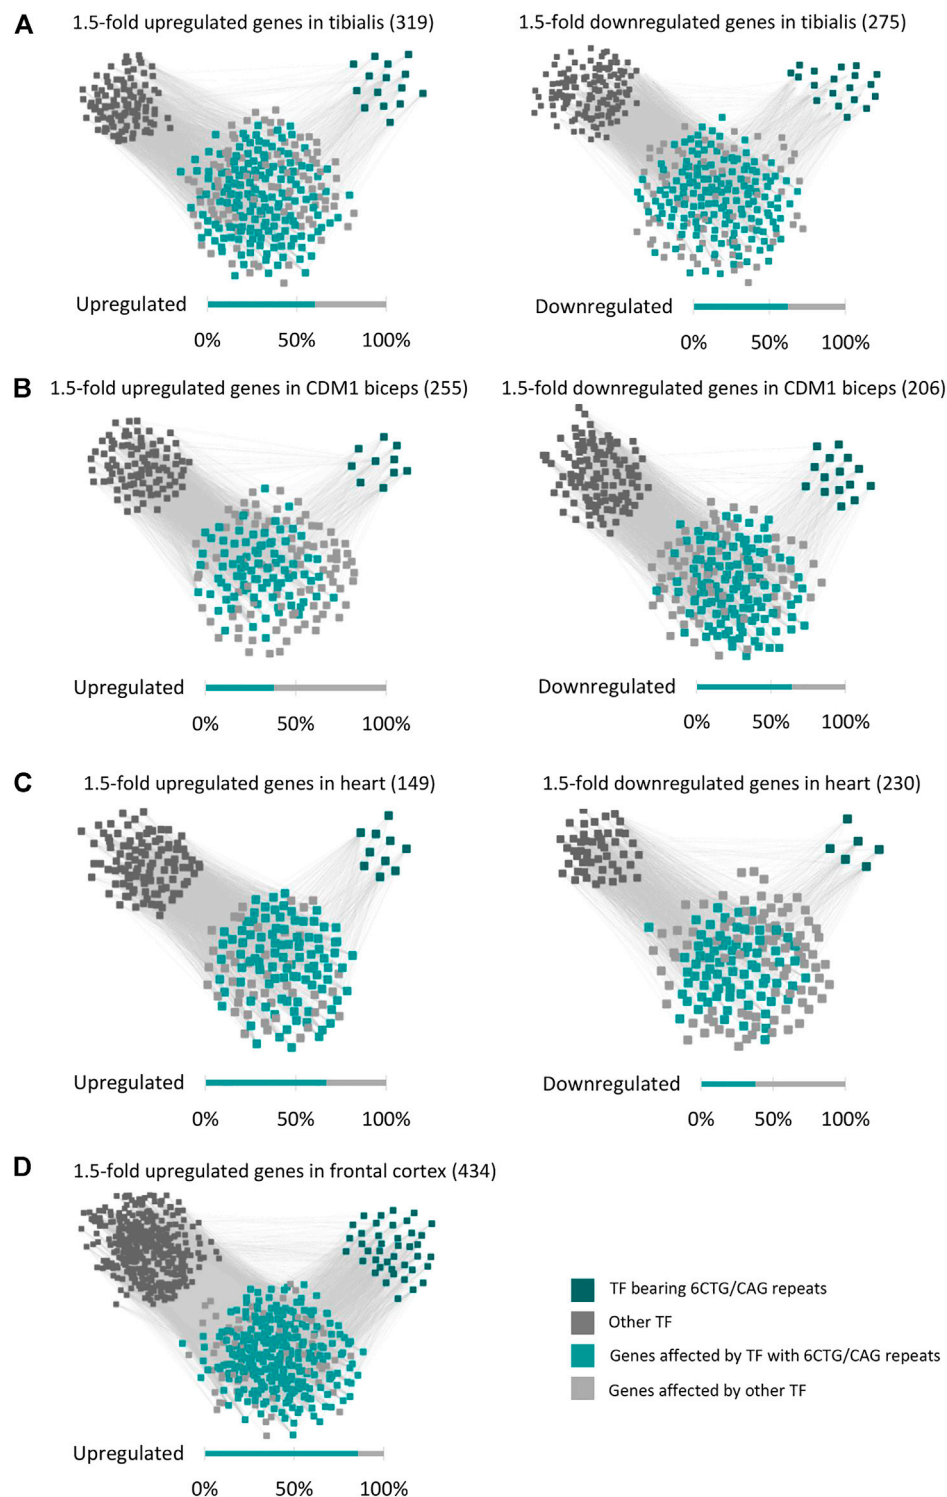 A
1.5-fold upregulated genes in tibialis (319)
1.5-fold downregulated genes in tibialis (275)
Upregulated
0%
50%
100%
Downregulated
0%
50%
100%
B
1.5-fold upregulated genes in CDM1 biceps (255)
1.5-fold downregulated genes in CDM1 biceps (206)
Upregulated
0%
50%
100%
Downregulated
0%
50%
100%
C
1.5-fold upregulated genes in heart (149)
1.5-fold downregulated genes in heart (230)
Upregulated
0%
50%
100%
Downregulated
0%
50%
100%
D
1.5-fold upregulated genes in frontal cortex (434)
Upregulated
0%
50%
100%
TF bearing 6CTG/CAG repeats
Other TF
Genes affected by TF with 6CTG/CAG repeats
Genes affected by other TF